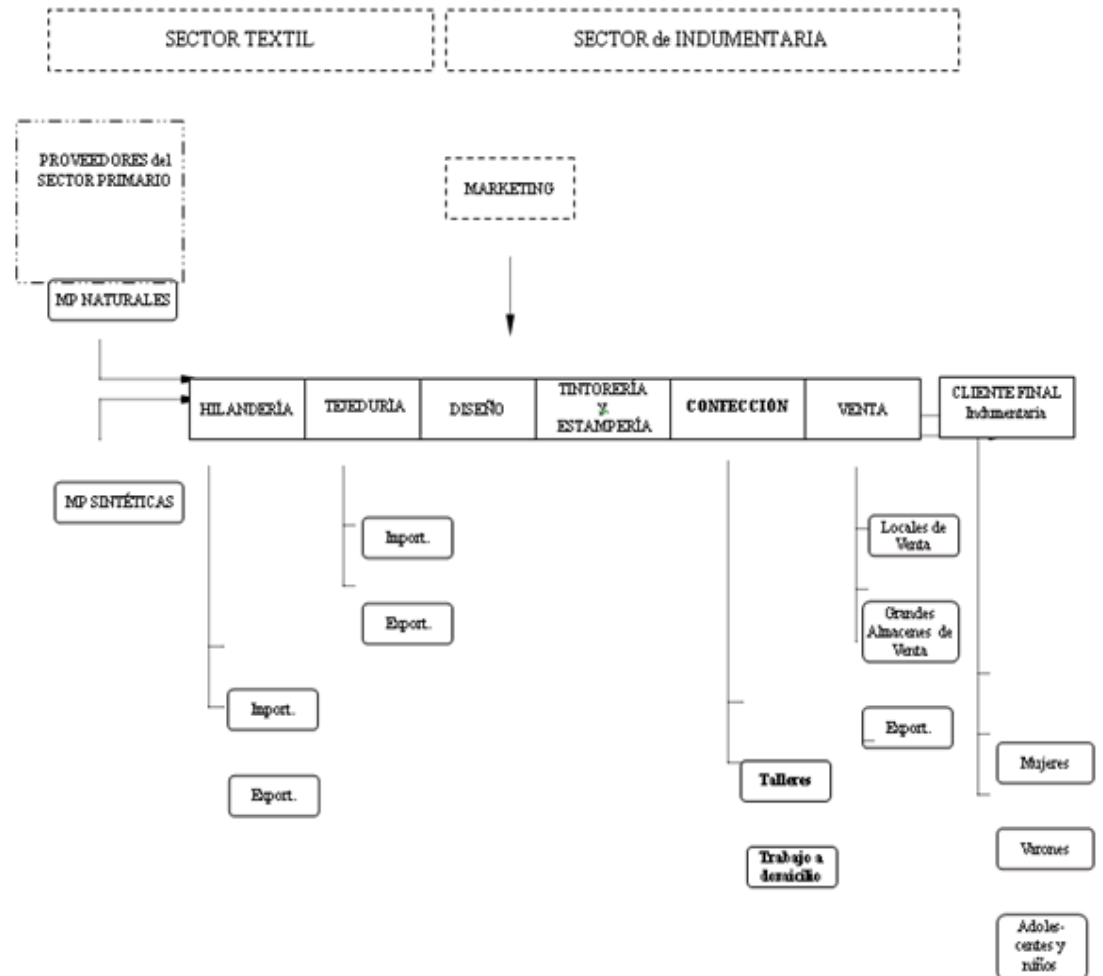 SECTOR TEXTIL
SECTOR de INDUMENTARIA
PROVEEDORES del
SECTOR PRIMARIO
MARKETING
MP NATURALES
HILANDERÍA
TEJEDURÌA
DISEÑO
TINTORERÍA
y
ESTAMPERÍA
CONFECCIÓN
VENTA
CLIENTE FINAL
Indumentaria
MP SINTÉTICAS
Import.
Export.
Import.
Export.
Talleres
Trabajo a
domicilio
Locales de
Venta
Grandes
Almacenes de
Venta
Export.
Mujeres
Varones
Adoles-
centes y
niños